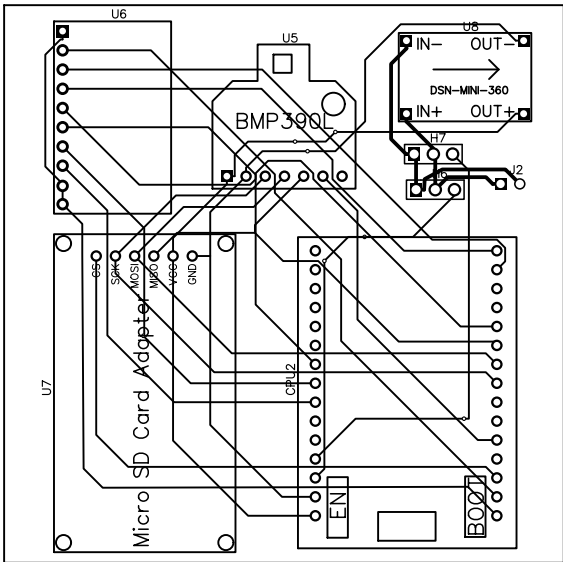 U6
U5
U8
IN-
OUT-
DSN-MINI-360
BMP390L
IN+
OUT+
H7
J2
CS
SCK
MOSI
MISO
VCC
GND
U7
Micro SD Card Adapter
CPU2
EN
BOOT